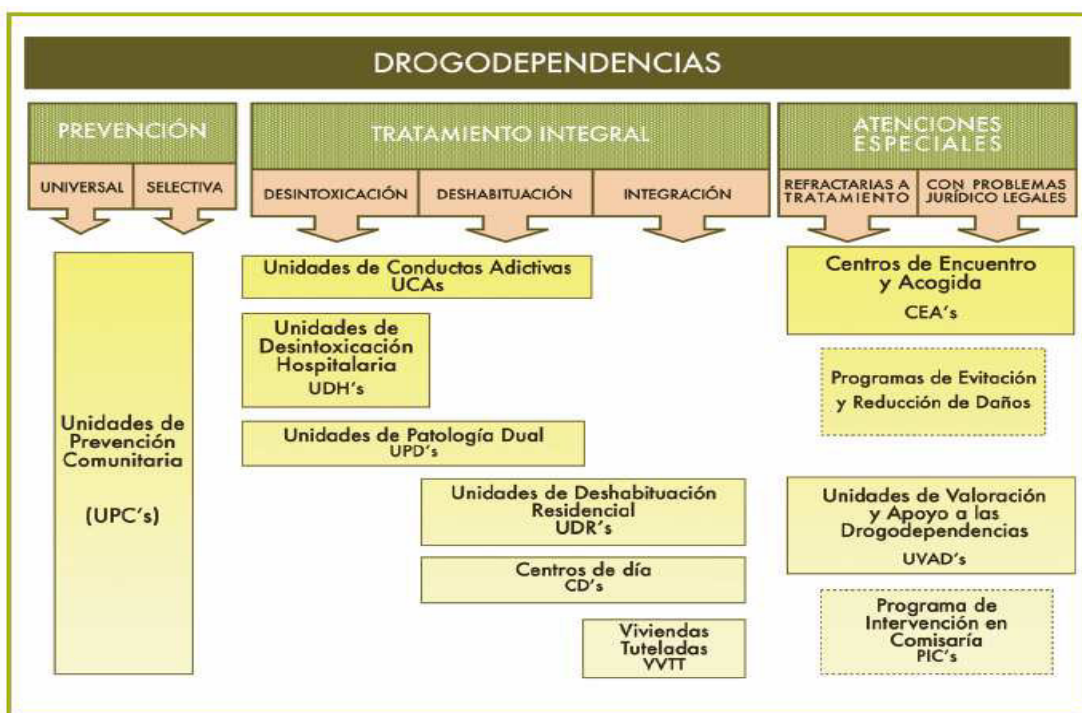 DROGODEPENDENCIAS
PREVENCIÓN
UNIVERSAL
SELECTIVA
Unidades de
Prevención
Comunitaria
(UPC's)
TRATAMIENTO INTEGRAL
DESINTOXICACIÓN
DESHABITUACIÓN
INTEGRACIÓN
Unidades de Conductas Adictivas
UCAs
Unidades de
Desintoxicación
Hospitalaria
UDH's
Unidades de Patología Dual
UPD's
Unidades de Deshabituación
Residencial
UDR's
Centros de día
CD's
Viviendas
Tuteladas
VVTT
ATENCIONES
ESPECIALES
REFRACTARIAS A
TRATAMIENTO
CON PROBLEMAS
JURÍDICO LEGALES
Centros de Encuentro
y Acogida
CEA's
Programas de Evitación
y Reducción de Daños
Unidades de Valoración
y Apoyo a las
Drogodependencias
UVAD's
Programa de
Intervención en
Comisaría
PIC's